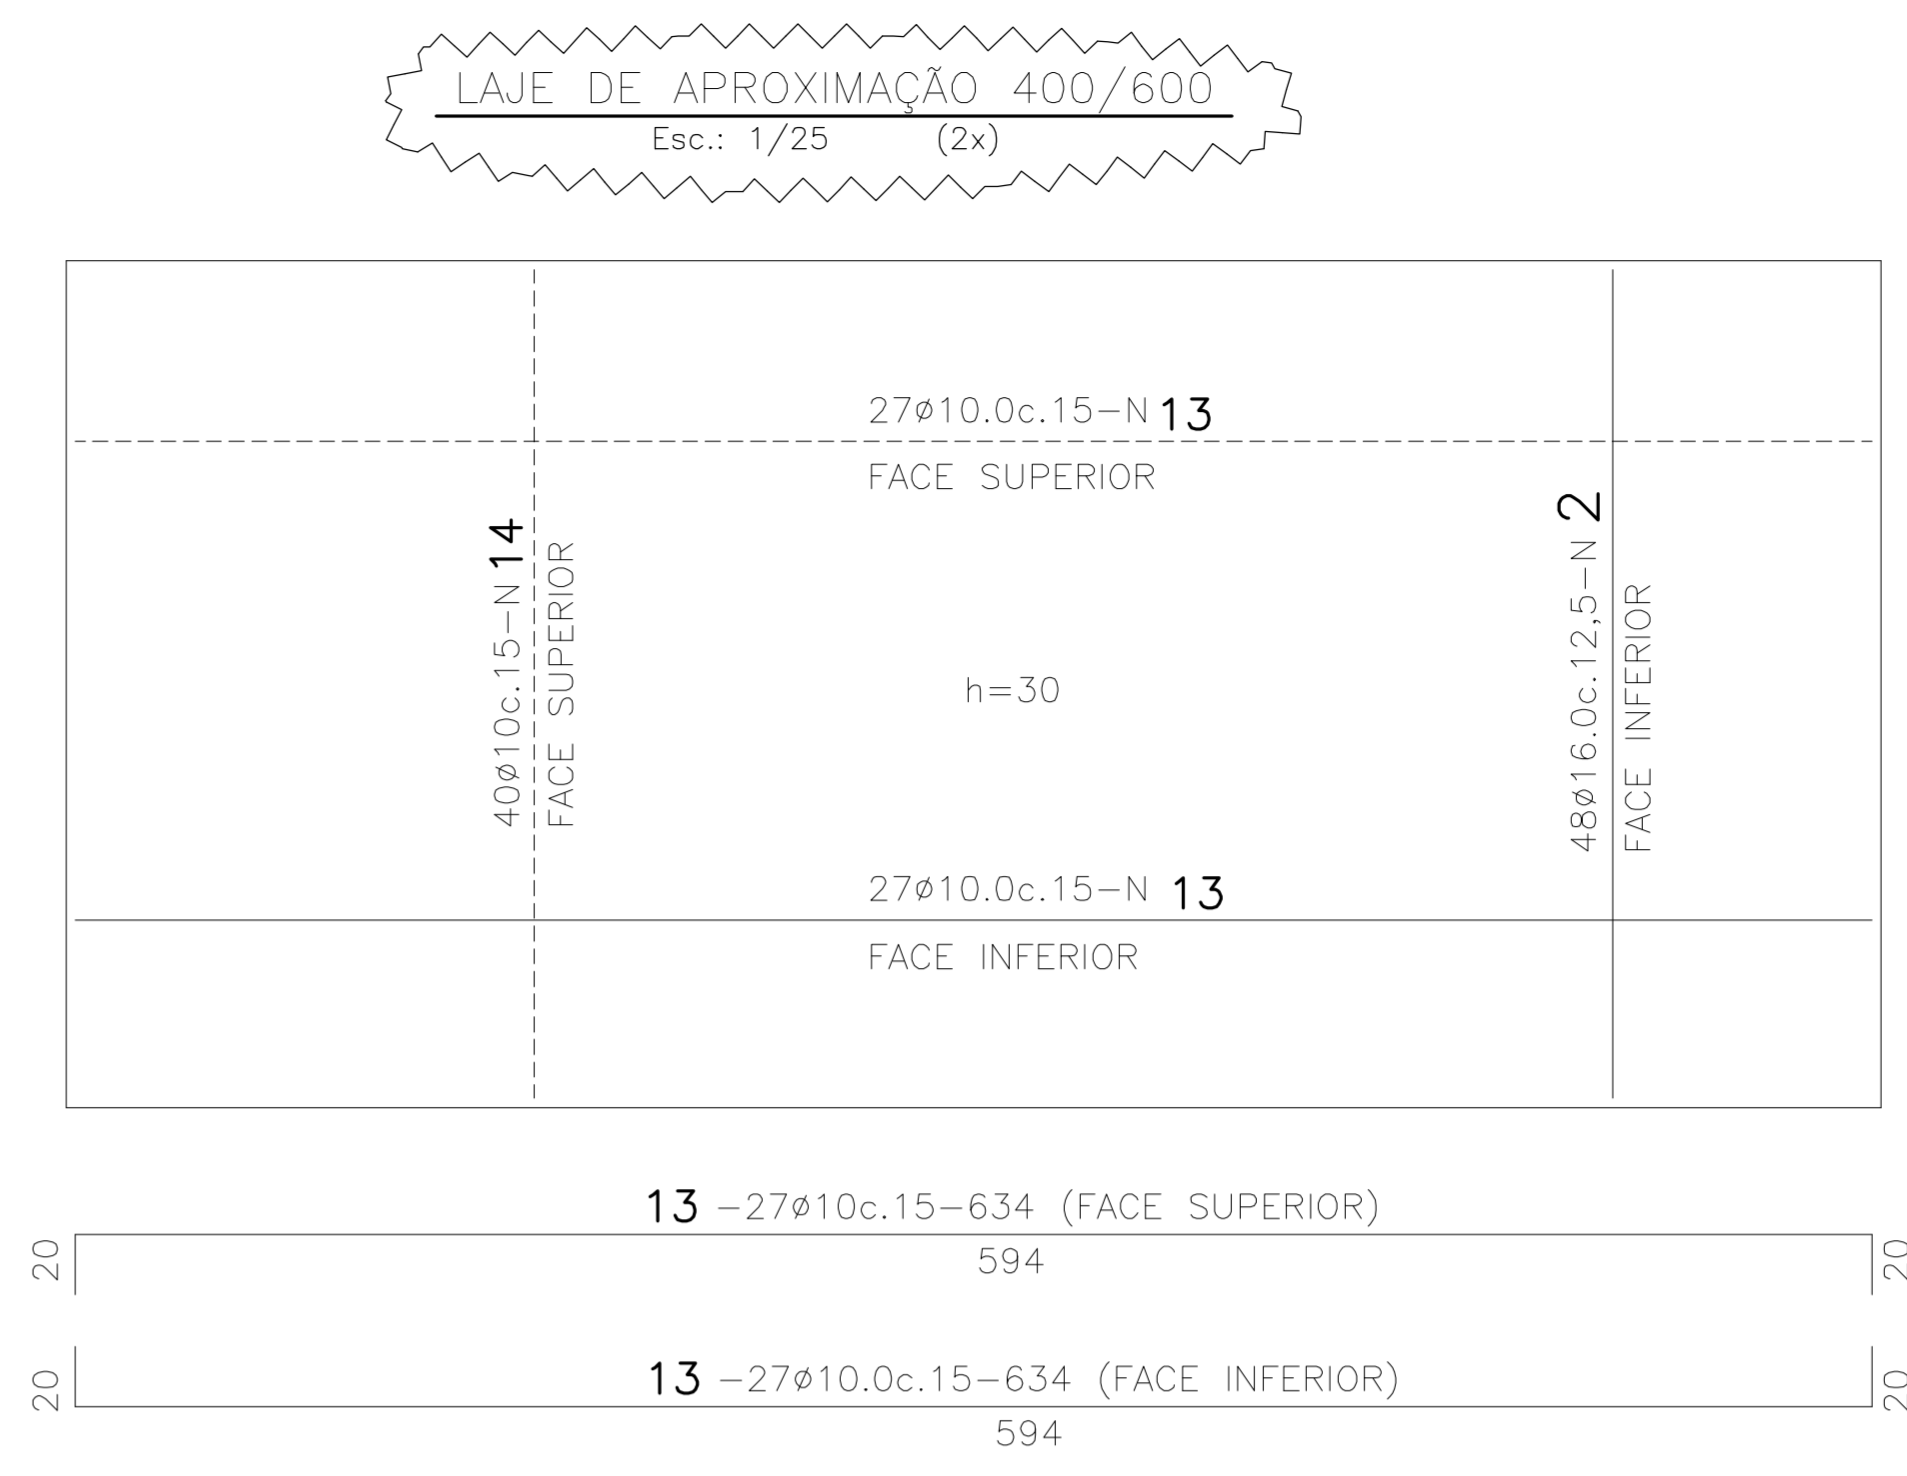 LAJE DE APROXIMAÇÃO 400/600
Esc.: 1/25 (2x)
27ø10.0c.15-N 13
FACE SUPERIOR
40ø10c.15-N 14
FACE SUPERIOR
48ø16.0c.12,5-N 2
FACE INFERIOR
h=30
27ø10.0c.15-N 13
FACE INFERIOR
13 -27ø10c.15-634 (FACE SUPERIOR)
20
594
20
13 -27ø10.0c.15-634 (FACE INFERIOR)
20
594
20